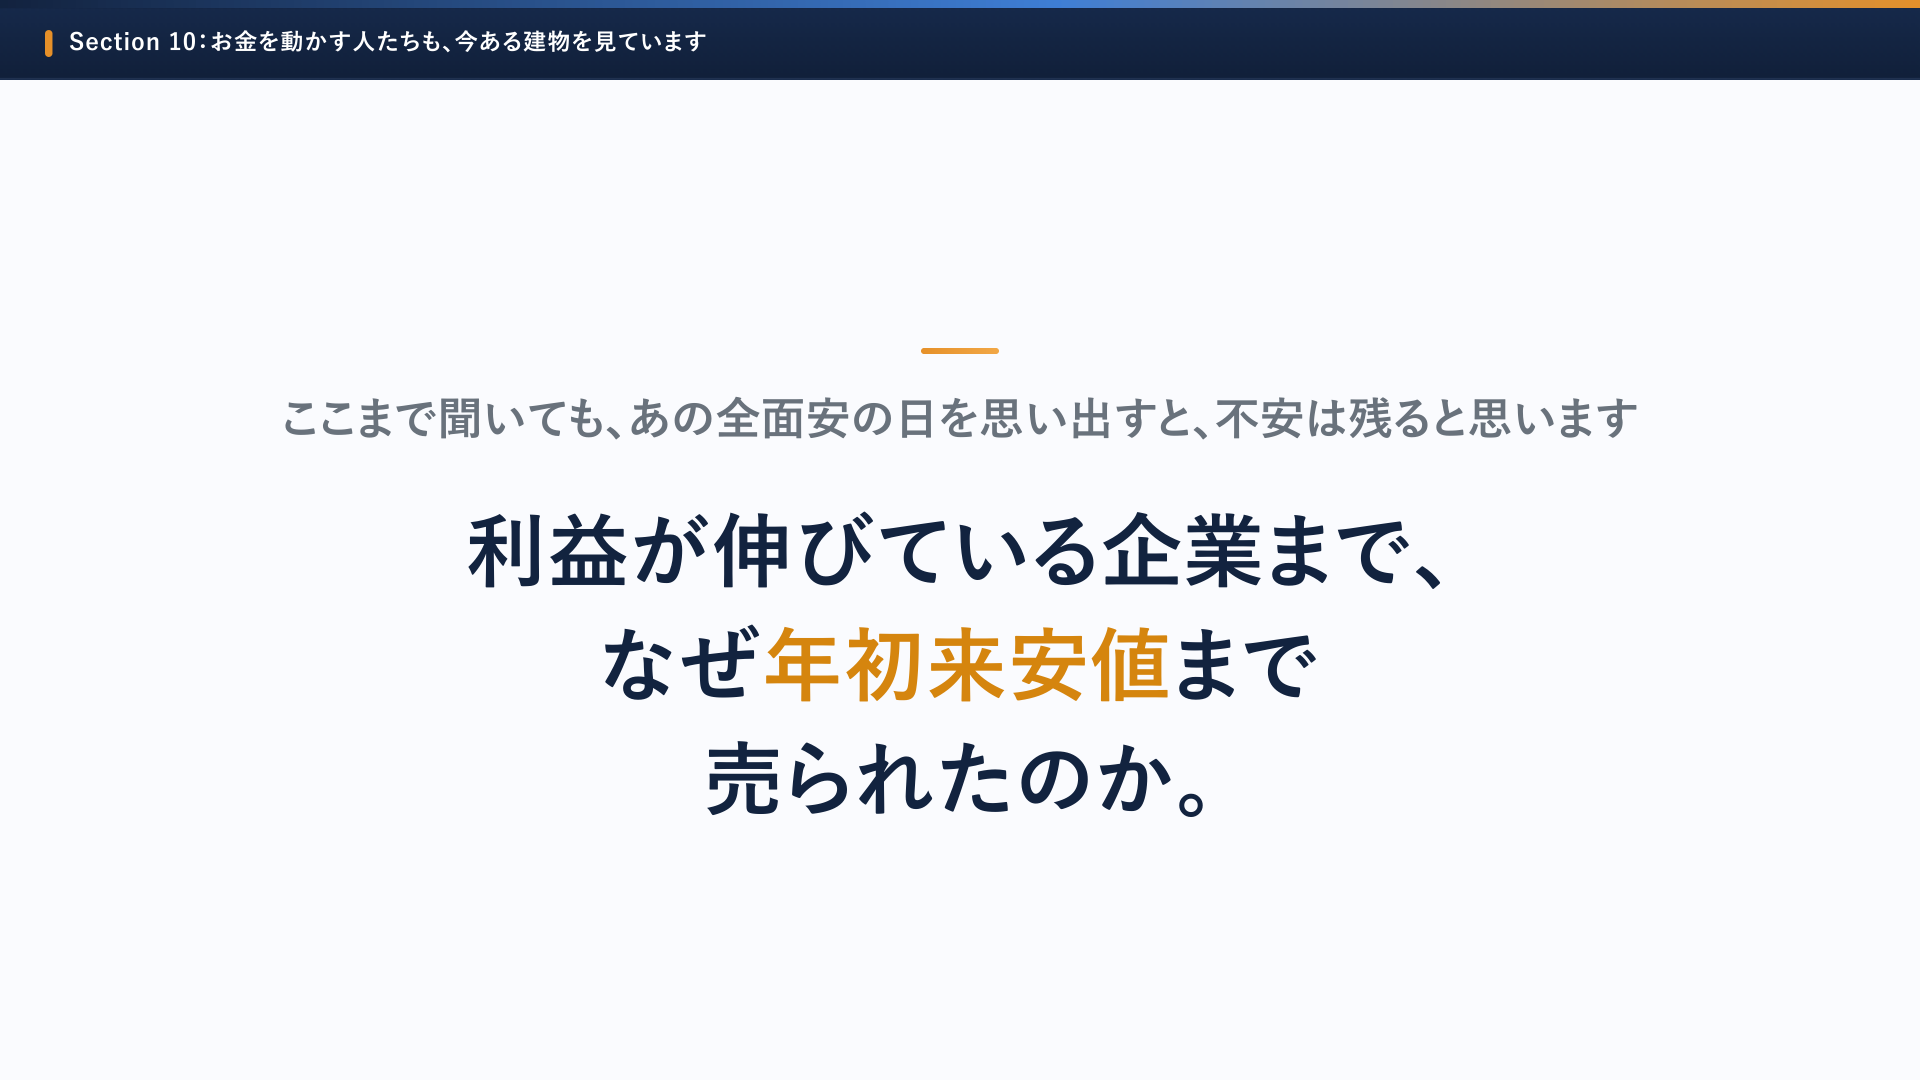 Section 10：お金を動かす人たちも、今ある建物を見ています
ここまで聞いても、あの全面安の日を思い出すと、不安は残ると思います
利益が伸びている企業まで、
なぜ年初来安値まで
売られたのか。